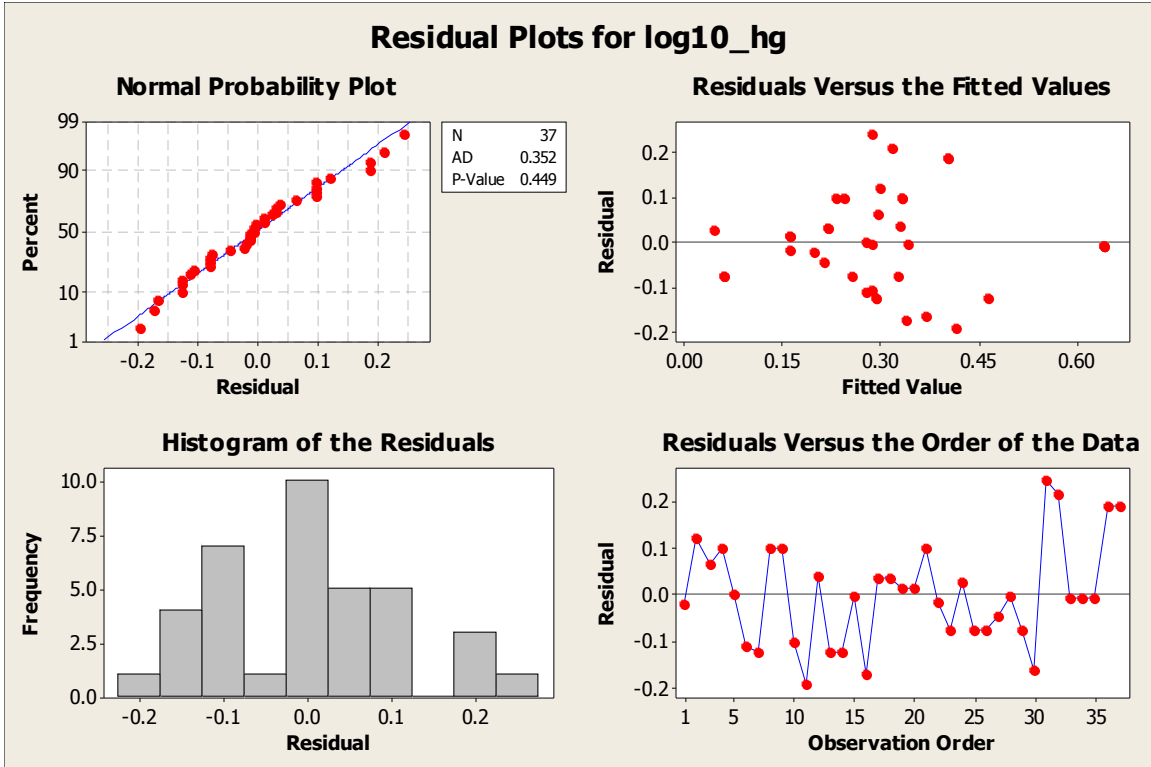 Residual Plots for log10_hg
Normal Probability Plot
99
90
50
10
1
Percent
-0.2 -0.1 0.0 0.1 0.2
Residual
N 37
AD 0.352
P-Value 0.449
Residuals Versus the Fitted Values
0.2
0.1
0.0
-0.1
-0.2
Residual
0.00 0.15 0.30 0.45 0.60
Fitted Value
Histogram of the Residuals
10.0
7.5
5.0
2.5
0.0
Frequency
-0.2 -0.1 0.0 0.1 0.2
Residual
Residuals Versus the Order of the Data
0.2
0.1
0.0
-0.1
-0.2
Residual
1 5 10 15 20 25 30 35
Observation Order